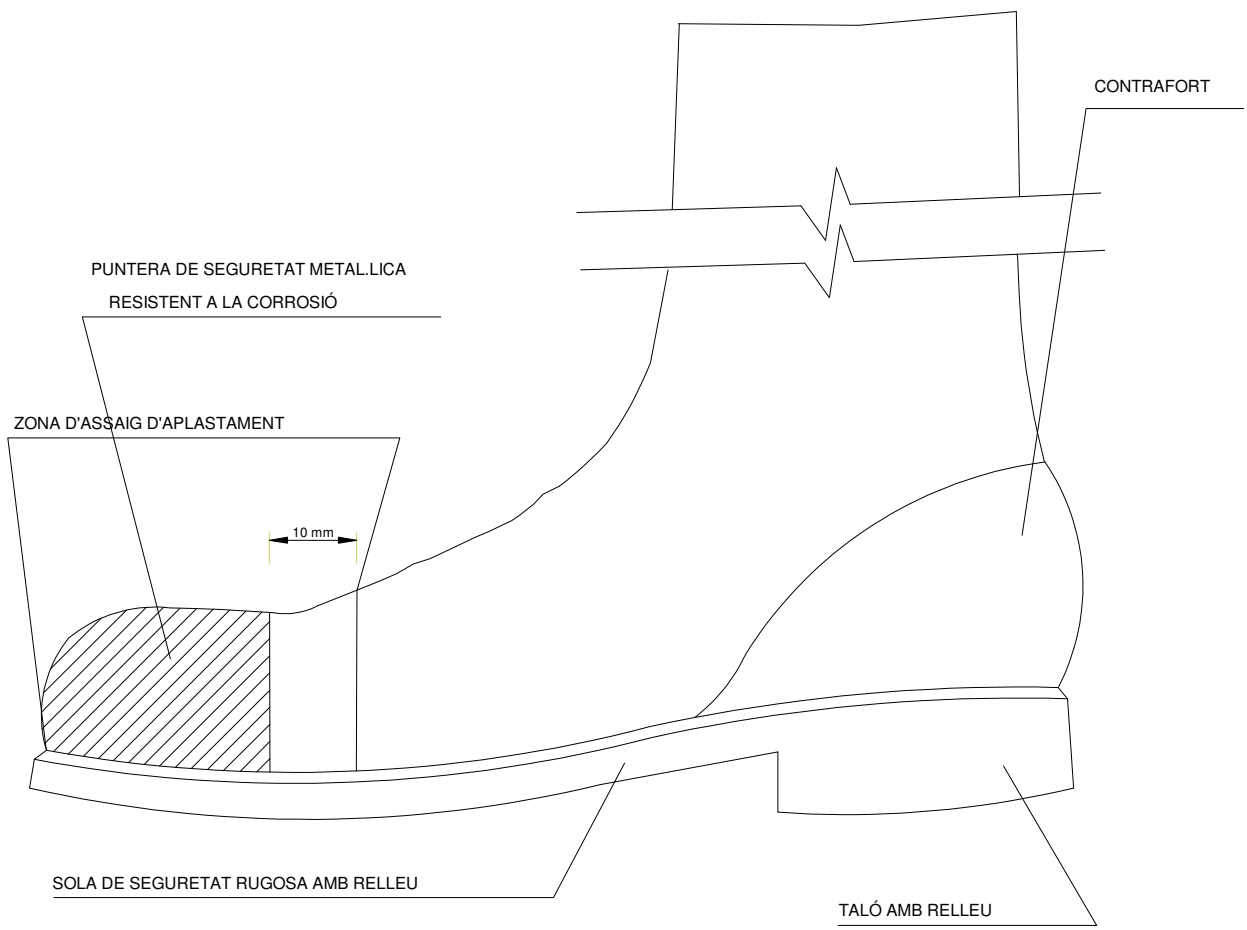 CONTRAFORT
PUNTERA DE SEGURETAT METAL.LICA
RESISTENT A LA CORROSIÓ
ZONA D'ASSAIG D'APLASTAMENT
10 mm
SOLA DE SEGURETAT RUGOSA AMB RELLEU
TALÓ AMB RELLEU